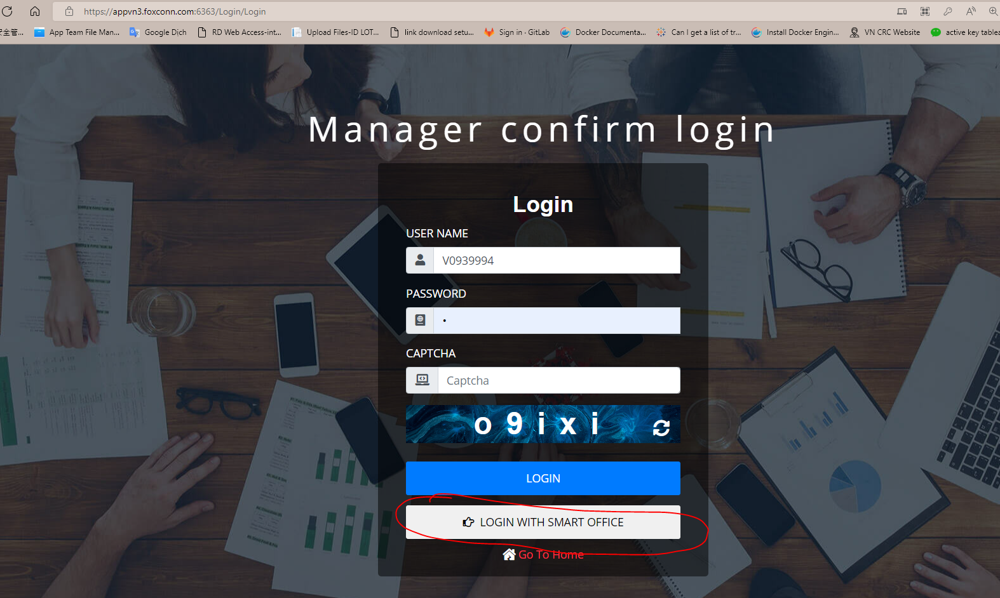 https://appvn3.foxconn.com:6363/Login/Login
安全管... App Team File Man... Google Dịch RD Web Access-int... Upload Files-ID LOT... link download setu... Sign in · GitLab Docker Documenta... Can I get a list of tr... Install Docker Engin... VN CRC Website active key tablea
Manager confirm login
Login
USER NAME
V0939994
PASSWORD
CAPTCHA
Captcha
o 9 i x i
LOGIN
LOGIN WITH SMART OFFICE
Go To Home